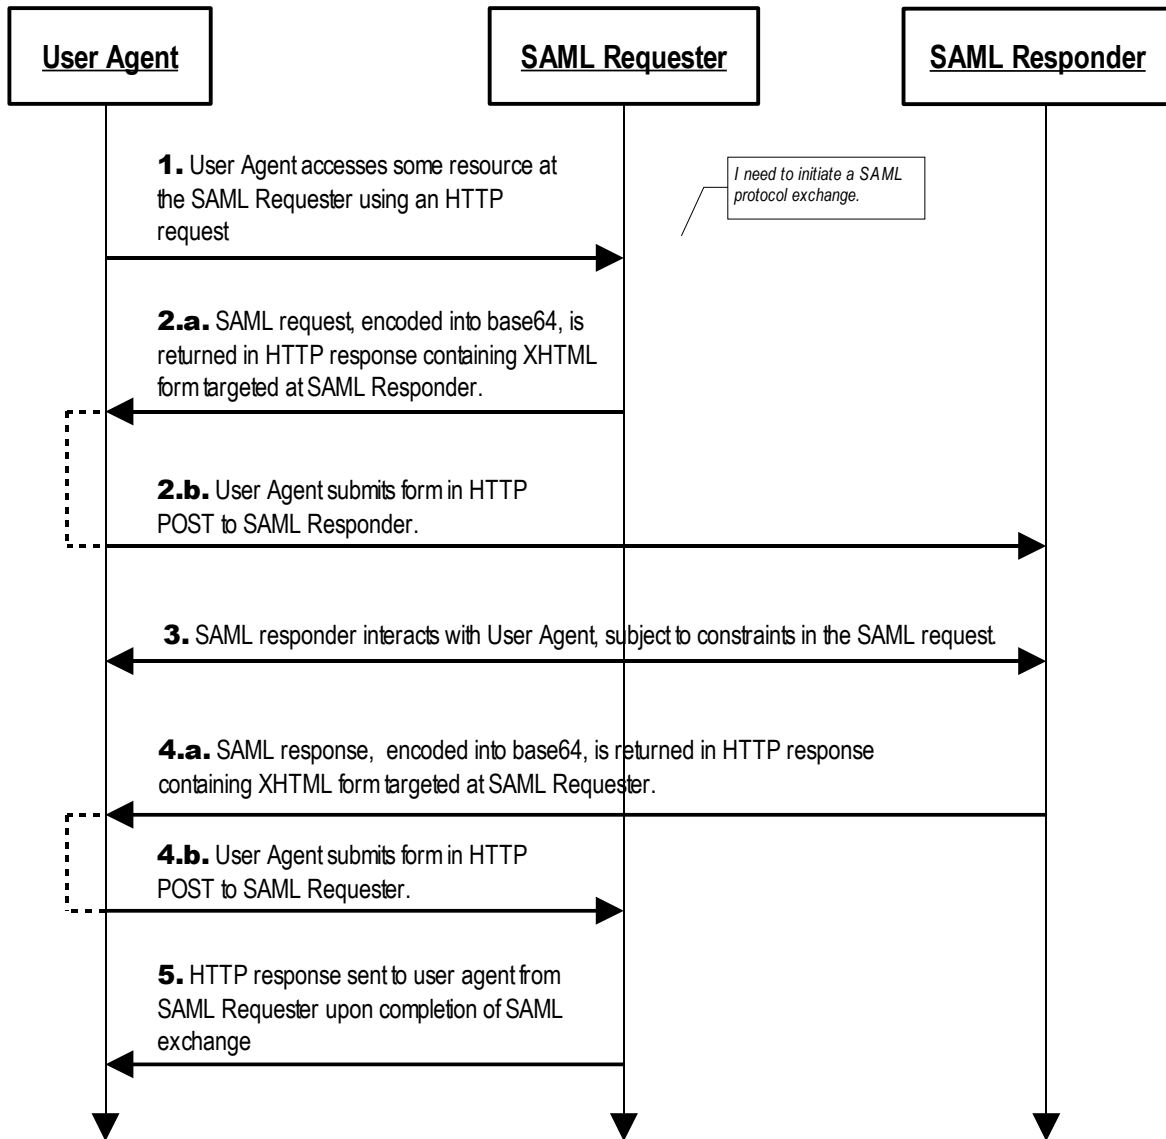 User Agent
SAML Requester
SAML Responder
1. User Agent accesses some resource at
the SAML Requester using an HTTP
request
I need to initiate a SAML
protocol exchange.
2.a. SAML request, encoded into base64, is
returned in HTTP response containing XHTML
form targeted at SAML Responder.
2.b. User Agent submits form in HTTP
POST to SAML Responder.
3. SAML responder interacts with User Agent, subject to constraints in the SAML request.
4.a. SAML response, encoded into base64, is returned in HTTP response
containing XHTML form targeted at SAML Requester.
4.b. User Agent submits form in HTTP
POST to SAML Requester.
5. HTTP response sent to user agent from
SAML Requester upon completion of SAML
exchange